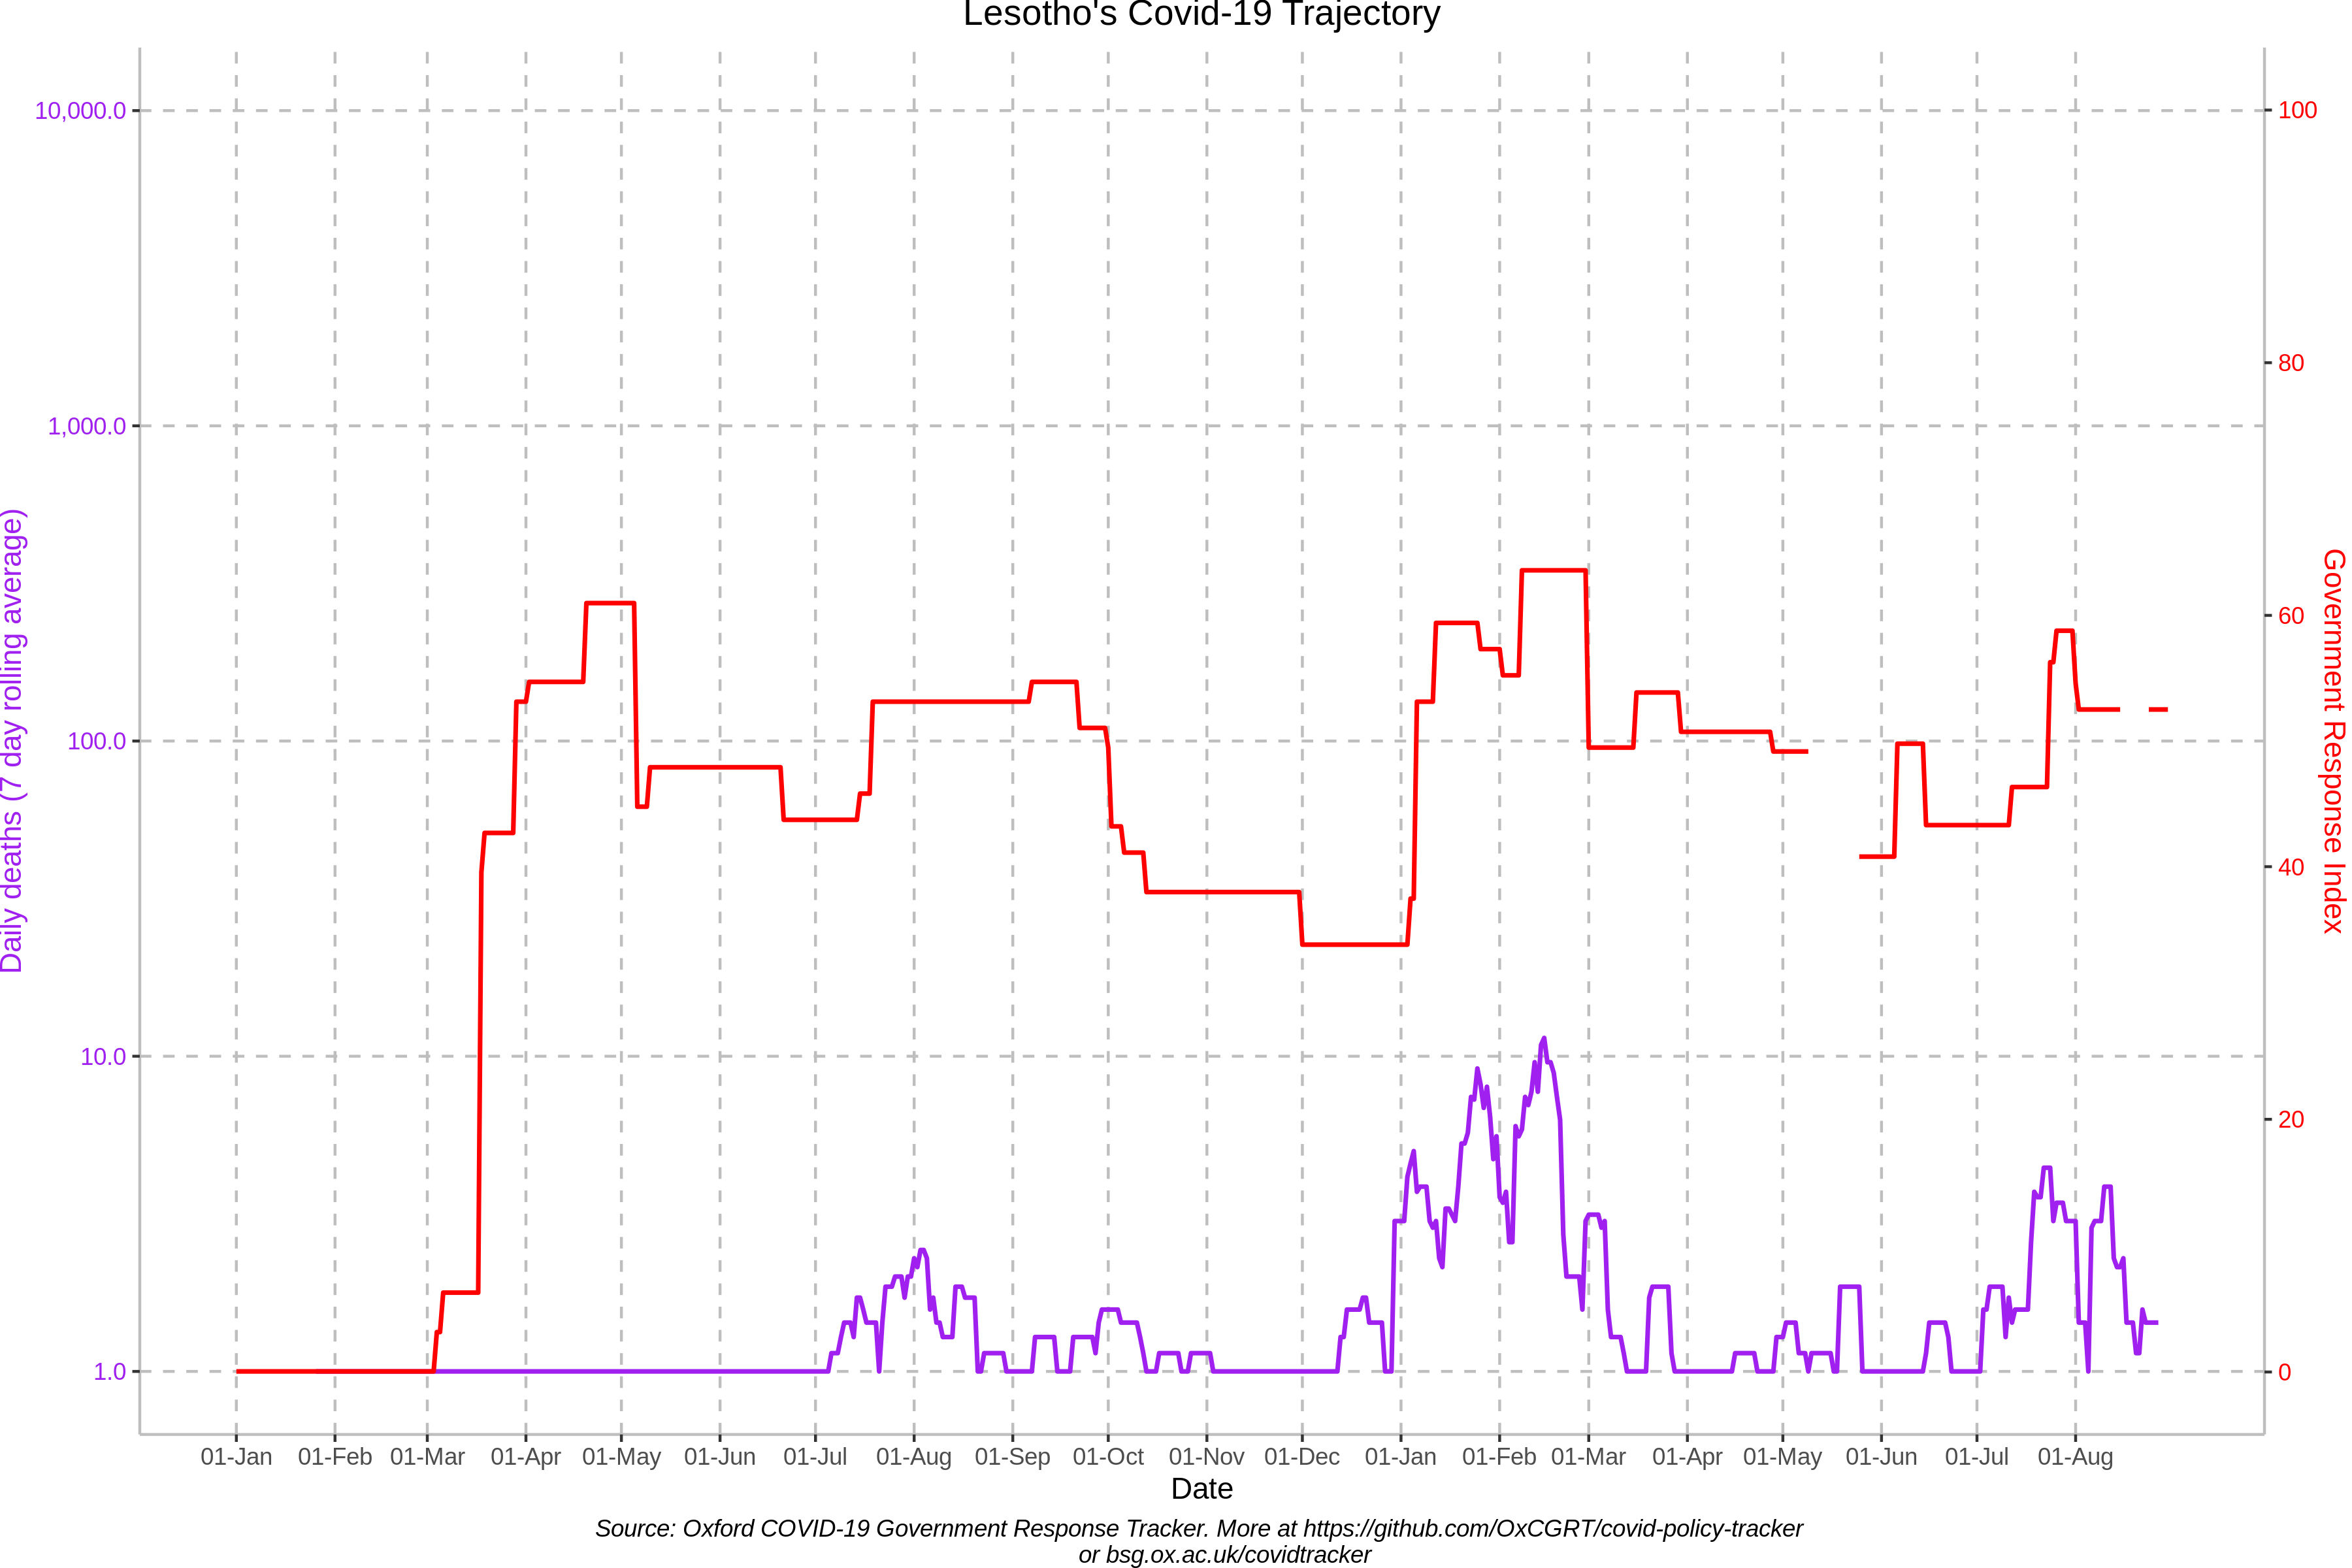 Lesotho's Covid-19 Trajectory
10,000.0
1,000.0
100.0
10.0
1.0
Daily deaths (7 day rolling average)
100
80
60
40
20
0
Government Response Index
01-Jan 01-Feb 01-Mar 01-Apr 01-May 01-Jun 01-Jul 01-Aug 01-Sep 01-Oct 01-Nov 01-Dec 01-Jan 01-Feb 01-Mar 01-Apr 01-May 01-Jun 01-Jul 01-Aug
Date
Source: Oxford COVID-19 Government Response Tracker. More at https://github.com/OxCGRT/covid-policy-tracker
or bsg.ox.ac.uk/covidtracker